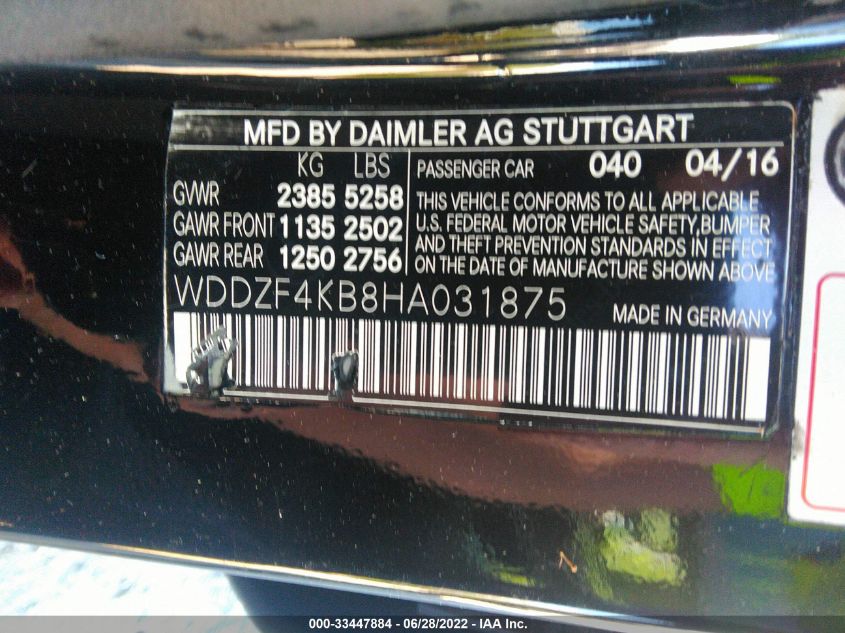 MFD BY DAIMLER AG STUTTGART
KG LBS
GVWR 2385 5258
GAWR FRONT 1135 2502
GAWR REAR 1250 2756
PASSENGER CAR 040 04/16
THIS VEHICLE CONFORMS TO ALL APPLICABLE
U.S. FEDERAL MOTOR VEHICLE SAFETY,BUMPER
AND THEFT PREVENTION STANDARDS IN EFFECT
ON THE DATE OF MANUFACTURE SHOWN ABOVE
WDDZF4KB8HA031875
MADE IN GERMANY
000-33447884 - 06/28/2022 - IAA Inc.